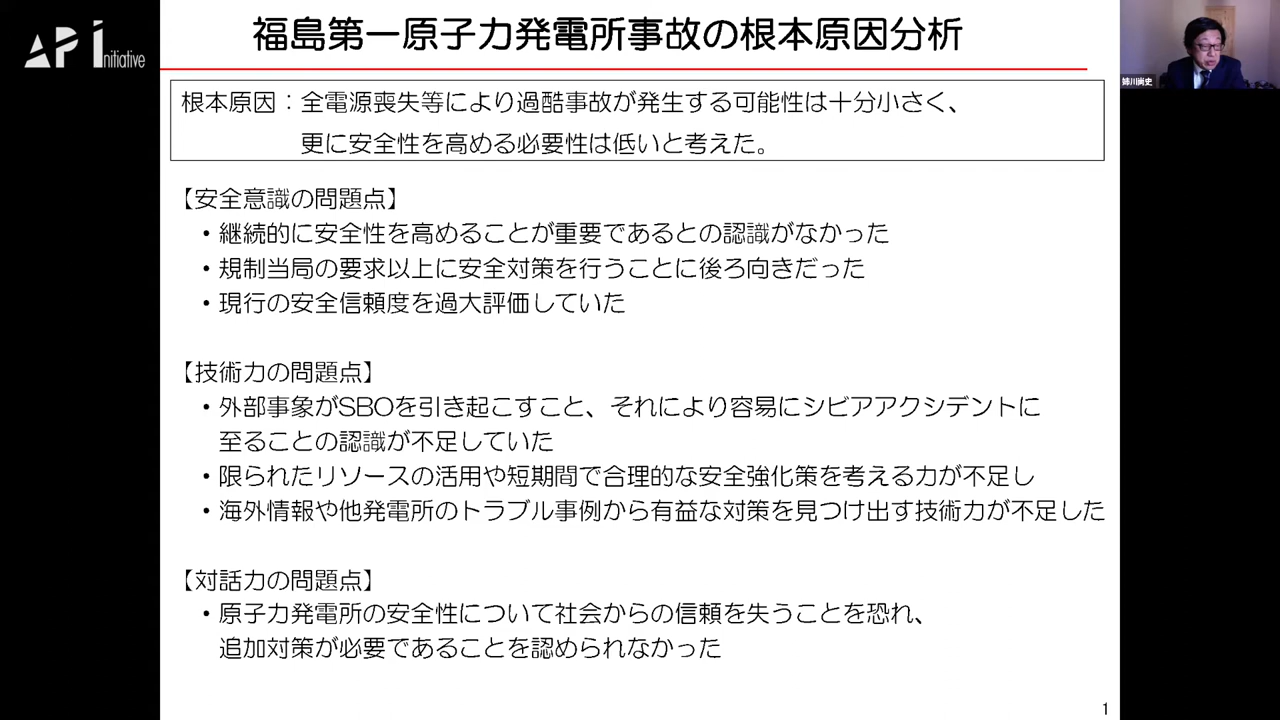 API Initiative
福島第一原子力発電所事故の根本原因分析
姉川尚史
根本原因：全電源喪失等により過酷事故が発生する可能性は十分小さく、
更に安全性を高める必要性は低いと考えた。
【安全意識の問題点】
・継続的に安全性を高めることが重要であるとの認識がなかった
・規制当局の要求以上に安全対策を行うことに後ろ向きだった
・現行の安全信頼度を過大評価していた
【技術力の問題点】
・外部事象がSBOを引き起こすこと、それにより容易にシビアアクシデントに
至ることの認識が不足していた
・限られたリソースの活用や短期間で合理的な安全強化策を考える力が不足し
・海外情報や他発電所のトラブル事例から有益な対策を見つけ出す技術力が不足した
【対話力の問題点】
・原子力発電所の安全性について社会からの信頼を失うことを恐れ、
追加対策が必要であることを認められなかった
1